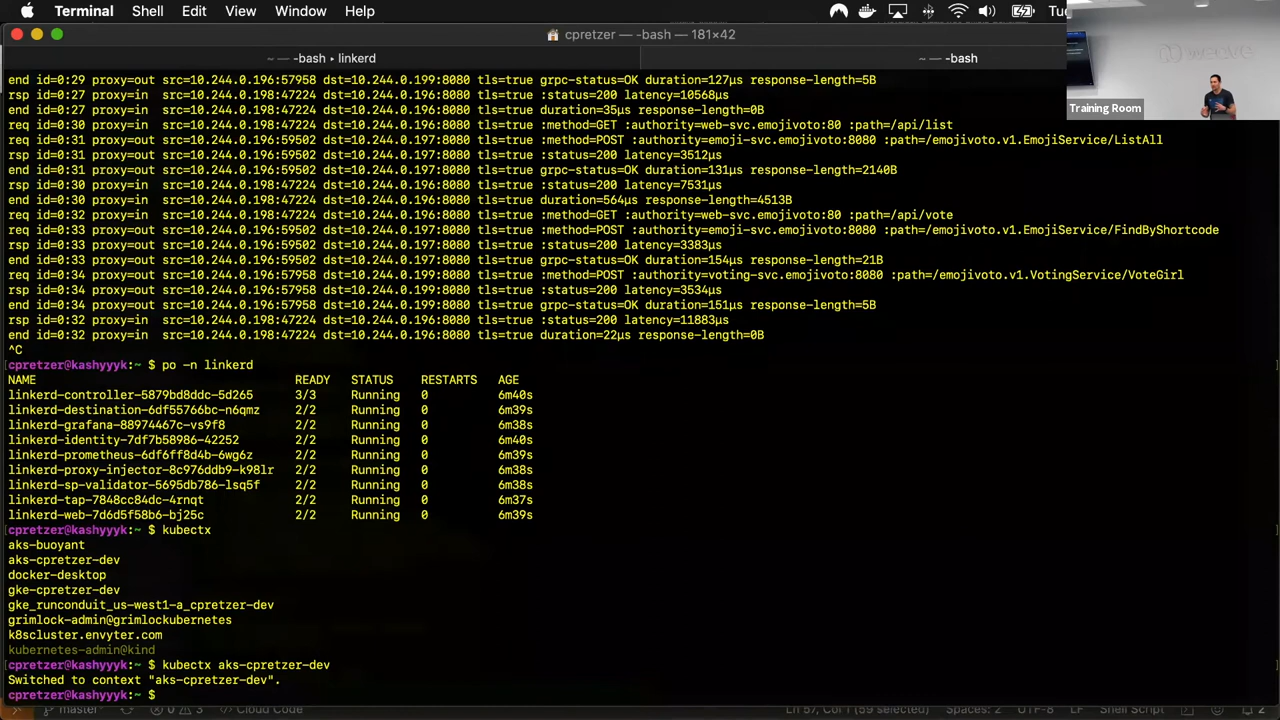 Terminal Shell Edit View Window Help Tu
cpretzer — -bash — 181×42
~ — -bash ▸ linkerd ~ — -bash
end id=0:29 proxy=out src=10.244.0.196:57958 dst=10.244.0.199:8080 tls=true grpc-status=OK duration=127µs response-length=5B
rsp id=0:27 proxy=in  src=10.244.0.198:47224 dst=10.244.0.196:8080 tls=true :status=200 latency=10568µs
end id=0:27 proxy=in  src=10.244.0.198:47224 dst=10.244.0.196:8080 tls=true duration=35µs response-length=0B
req id=0:30 proxy=in  src=10.244.0.198:47224 dst=10.244.0.196:8080 tls=true :method=GET :authority=web-svc.emojivoto:80 :path=/api/list
req id=0:31 proxy=out src=10.244.0.196:59502 dst=10.244.0.197:8080 tls=true :method=POST :authority=emoji-svc.emojivoto:8080 :path=/emojivoto.v1.EmojiService/ListAll
rsp id=0:31 proxy=out src=10.244.0.196:59502 dst=10.244.0.197:8080 tls=true :status=200 latency=3512µs
end id=0:31 proxy=out src=10.244.0.196:59502 dst=10.244.0.197:8080 tls=true grpc-status=OK duration=131µs response-length=2140B
rsp id=0:30 proxy=in  src=10.244.0.198:47224 dst=10.244.0.196:8080 tls=true :status=200 latency=7531µs
end id=0:30 proxy=in  src=10.244.0.198:47224 dst=10.244.0.196:8080 tls=true duration=564µs response-length=4513B
req id=0:32 proxy=in  src=10.244.0.198:47224 dst=10.244.0.196:8080 tls=true :method=GET :authority=web-svc.emojivoto:80 :path=/api/vote
req id=0:33 proxy=out src=10.244.0.196:59502 dst=10.244.0.197:8080 tls=true :method=POST :authority=emoji-svc.emojivoto:8080 :path=/emojivoto.v1.EmojiService/FindByShortcode
rsp id=0:33 proxy=out src=10.244.0.196:59502 dst=10.244.0.197:8080 tls=true :status=200 latency=3383µs
end id=0:33 proxy=out src=10.244.0.196:59502 dst=10.244.0.197:8080 tls=true grpc-status=OK duration=154µs response-length=21B
req id=0:34 proxy=out src=10.244.0.196:57958 dst=10.244.0.199:8080 tls=true :method=POST :authority=voting-svc.emojivoto:8080 :path=/emojivoto.v1.VotingService/VoteGirl
rsp id=0:34 proxy=out src=10.244.0.196:57958 dst=10.244.0.199:8080 tls=true :status=200 latency=3534µs
end id=0:34 proxy=out src=10.244.0.196:57958 dst=10.244.0.199:8080 tls=true grpc-status=OK duration=151µs response-length=5B
rsp id=0:32 proxy=in  src=10.244.0.198:47224 dst=10.244.0.196:8080 tls=true :status=200 latency=11883µs
end id=0:32 proxy=in  src=10.244.0.198:47224 dst=10.244.0.196:8080 tls=true duration=22µs response-length=0B
^C
[cpretzer@kashyyyk:~ $ po -n linkerd
NAME READY STATUS RESTARTS AGE
linkerd-controller-5879bd8ddc-5d265 3/3 Running 0 6m40s
linkerd-destination-6df55766bc-n6qmz 2/2 Running 0 6m39s
linkerd-grafana-88974467c-vs9f8 2/2 Running 0 6m38s
linkerd-identity-7df7b58986-42252 2/2 Running 0 6m40s
linkerd-prometheus-6df6ff8d4b-6wg6z 2/2 Running 0 6m39s
linkerd-proxy-injector-8c976ddb9-k98lr 2/2 Running 0 6m38s
linkerd-sp-validator-5695db786-lsq5f 2/2 Running 0 6m38s
linkerd-tap-7848cc84dc-4rnqt 2/2 Running 0 6m37s
linkerd-web-7d6d5f58b6-bj25c 2/2 Running 0 6m39s
[cpretzer@kashyyyk:~ $ kubectx
aks-buoyant
aks-cpretzer-dev
docker-desktop
gke-cpretzer-dev
gke_runconduit_us-west1-a_cpretzer-dev
grimlock-admin@grimlockubernetes
k8scluster.envyter.com
kubernetes-admin@kind
[cpretzer@kashyyyk:~ $ kubectx aks-cpretzer-dev
Switched to context "aks-cpretzer-dev".
cpretzer@kashyyyk:~ $
master* 0 3 Cloud Code Ln 57, Col 1 (59 selected) Spaces: 2 UTF-8 LF Shell Script 2
Training Room